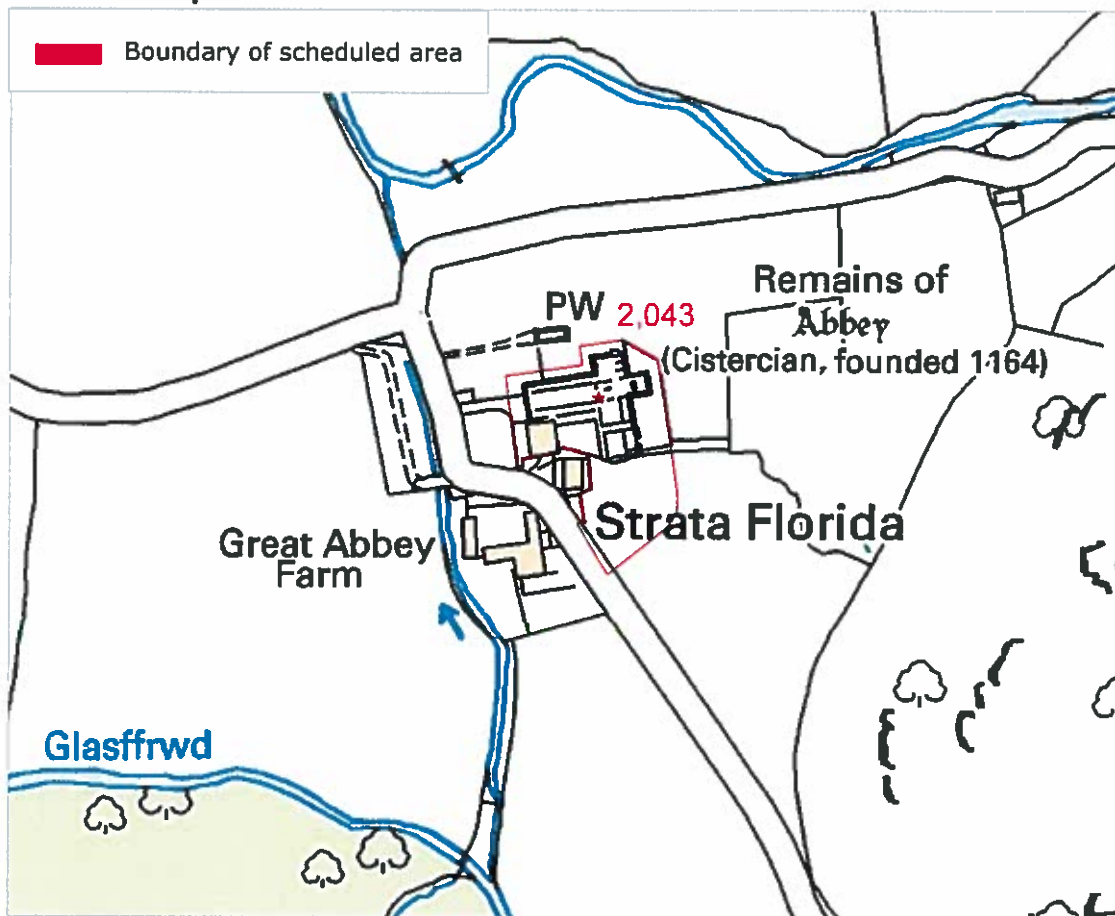 Boundary of scheduled area
PW 2,043
Remains of
Abbey
(Cistercian, founded 1164)
Strata Florida
Great Abbey
Farm
Glasffrwd